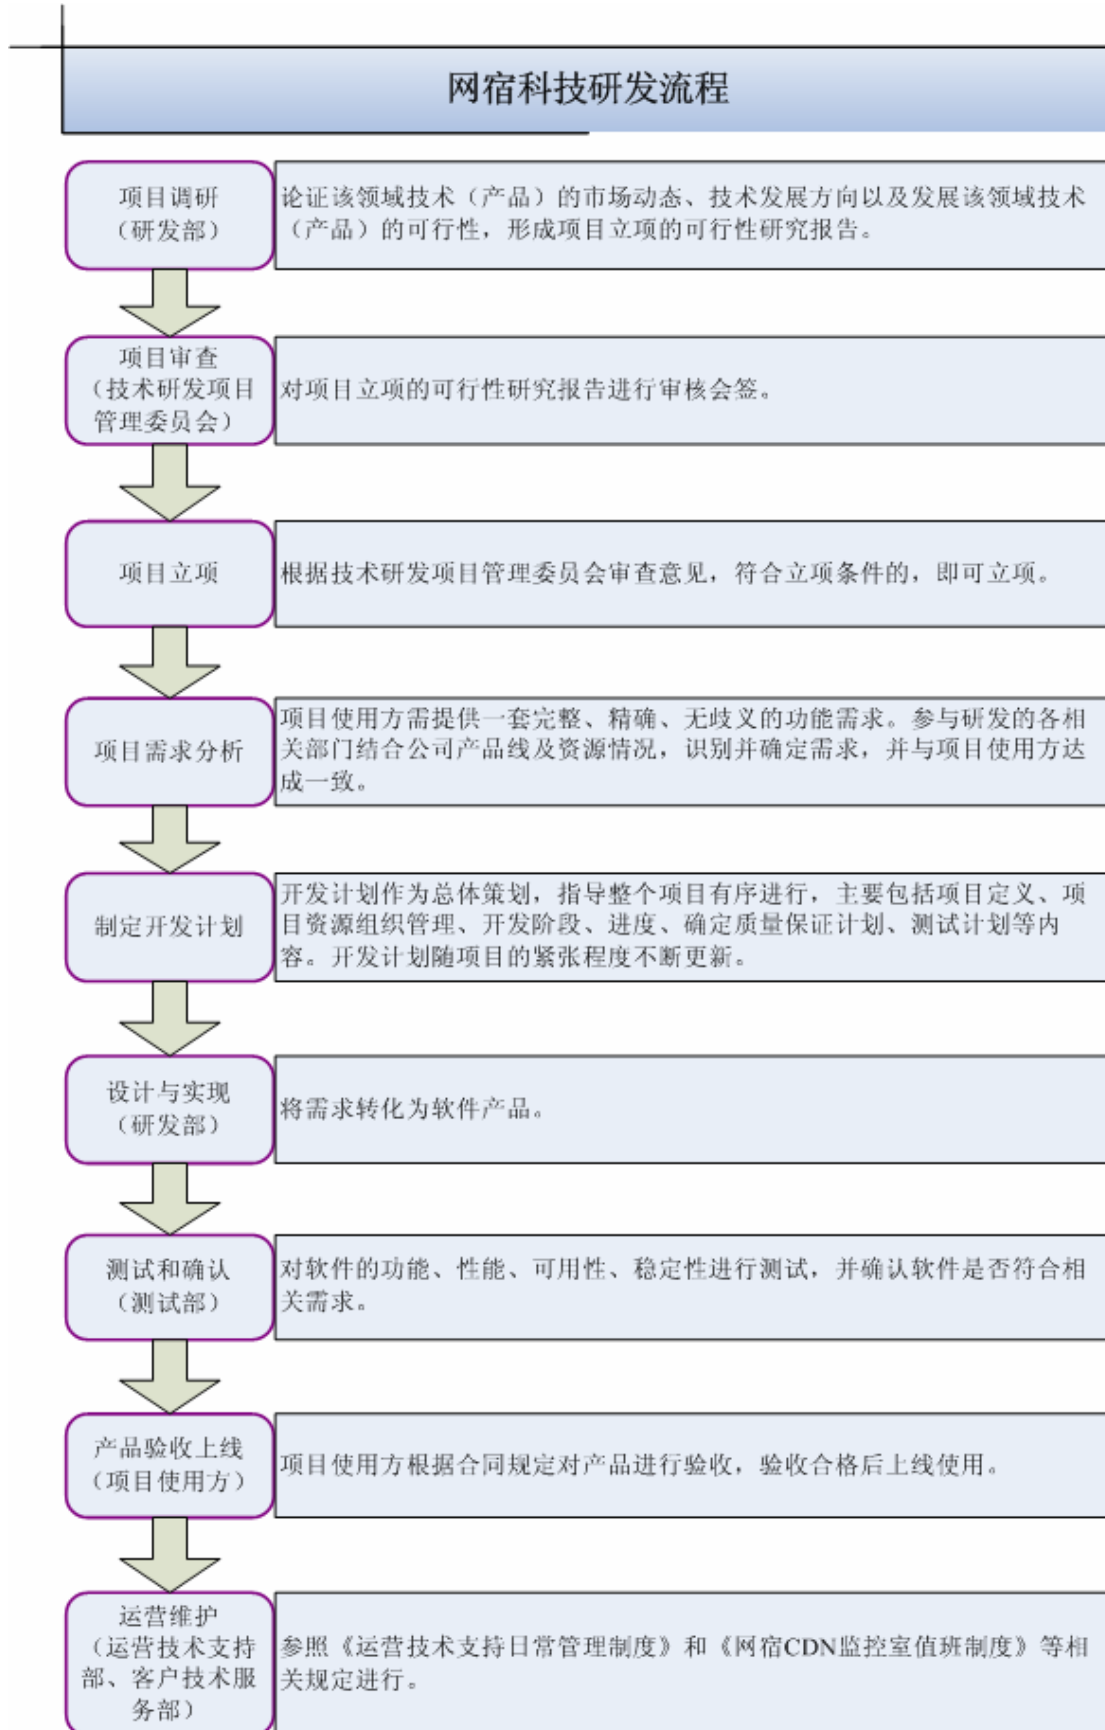 网宿科技研发流程
项目调研
（研发部）
论证该领域技术（产品）的市场动态、技术发展方向以及发展该领域技术
（产品）的可行性，形成项目立项的可行性研究报告。
项目审查
（技术研发项目
管理委员会）
对项目立项的可行性研究报告进行审核会签。
项目立项
根据技术研发项目管理委员会审查意见，符合立项条件的，即可立项。
项目需求分析
项目使用方需提供一套完整、精确、无歧义的功能需求。参与研发的各相
关部门结合公司产品线及资源情况，识别并确定需求，并与项目使用方达
成一致。
制定开发计划
开发计划作为总体策划，指导整个项目有序进行，主要包括项目定义、项
目资源组织管理、开发阶段、进度、确定质量保证计划、测试计划等内
容。开发计划随项目的紧张程度不断更新。
设计与实现
（研发部）
将需求转化为软件产品。
测试和确认
（测试部）
对软件的功能、性能、可用性、稳定性进行测试，并确认软件是否符合相
关需求。
产品验收上线
（项目使用方）
项目使用方根据合同规定对产品进行验收，验收合格后上线使用。
运营维护
（运营技术支持
部、客户技术服
务部）
参照《运营技术支持日常管理制度》和《网宿CDN监控室值班制度》等相
关规定进行。